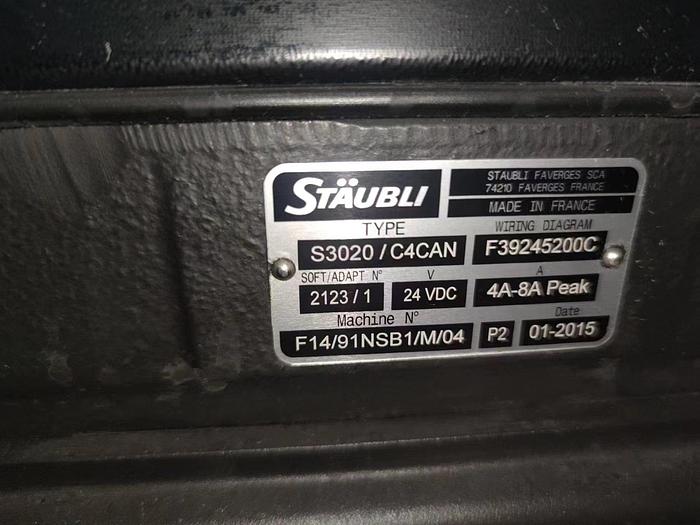 STÄUBLI
STAUBLI FAVERGES SCA
74210 FAVERGES FRANCE
MADE IN FRANCE
TYPE
WIRING DIAGRAM
S3020 / C4CAN
F39245200C
SOFT/ADAPT N° V A
2123 / 1 24 VDC 4A-8A Peak
Machine N° Date
F14/91NSB1/M/04 P2 01-2015